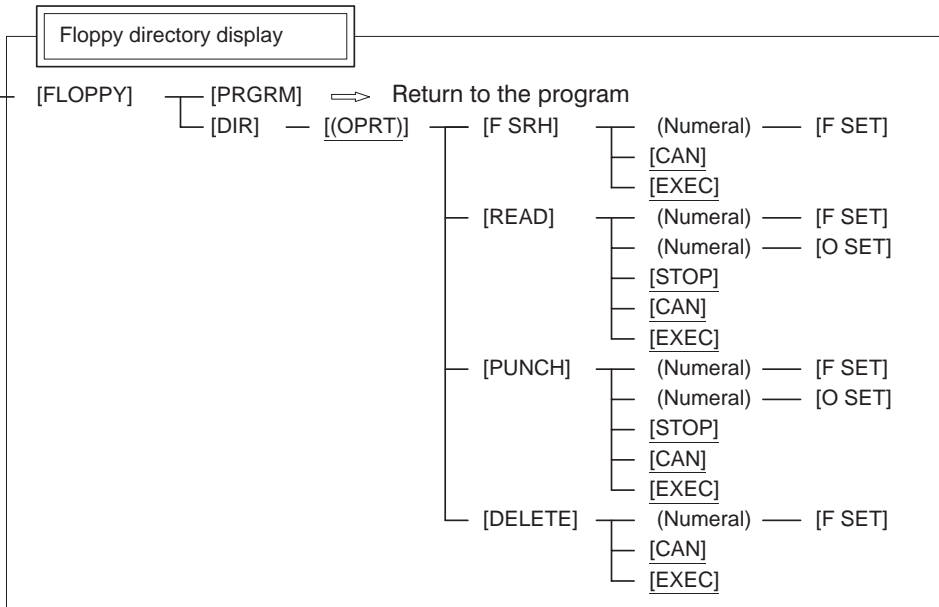 Floppy directory display
[FLOPPY] [PRGRM] Return to the program
[DIR] [(OPRT)] [F SRH] (Numeral) [F SET]
[CAN]
[EXEC]
[READ] (Numeral) [F SET]
(Numeral) [O SET]
[STOP]
[CAN]
[EXEC]
[PUNCH] (Numeral) [F SET]
(Numeral) [O SET]
[STOP]
[CAN]
[EXEC]
[DELETE] (Numeral) [F SET]
[CAN]
[EXEC]